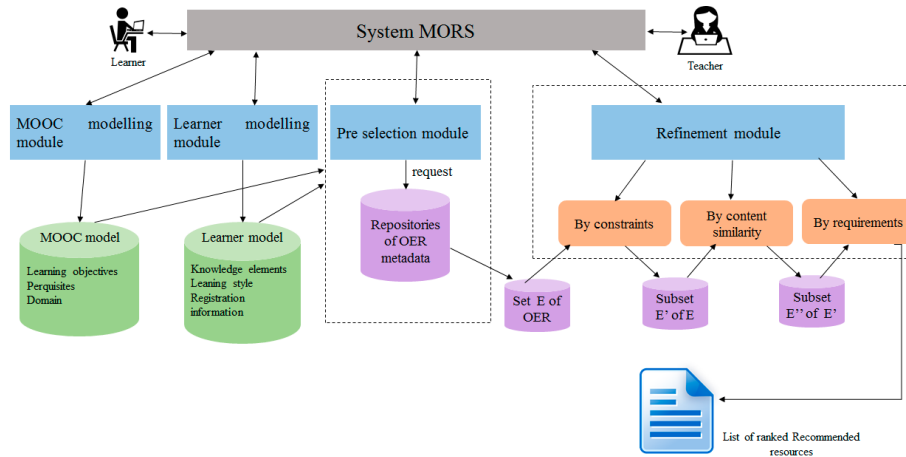 System MORS
Learner
Teacher
MOOC modelling
module
Learner modelling
module
Pre selection module
Refinement module
request
By constraints
By content
similarity
By requirements
Repositories
of OER
metadata
MOOC model
Learning objectives
Perquisites
Domain
Learner model
Knowledge elements
Leaning style
Registration
information
Set E of
OER
Subset
E' of E
Subset
E'' of E'
List of ranked Recommended
resources